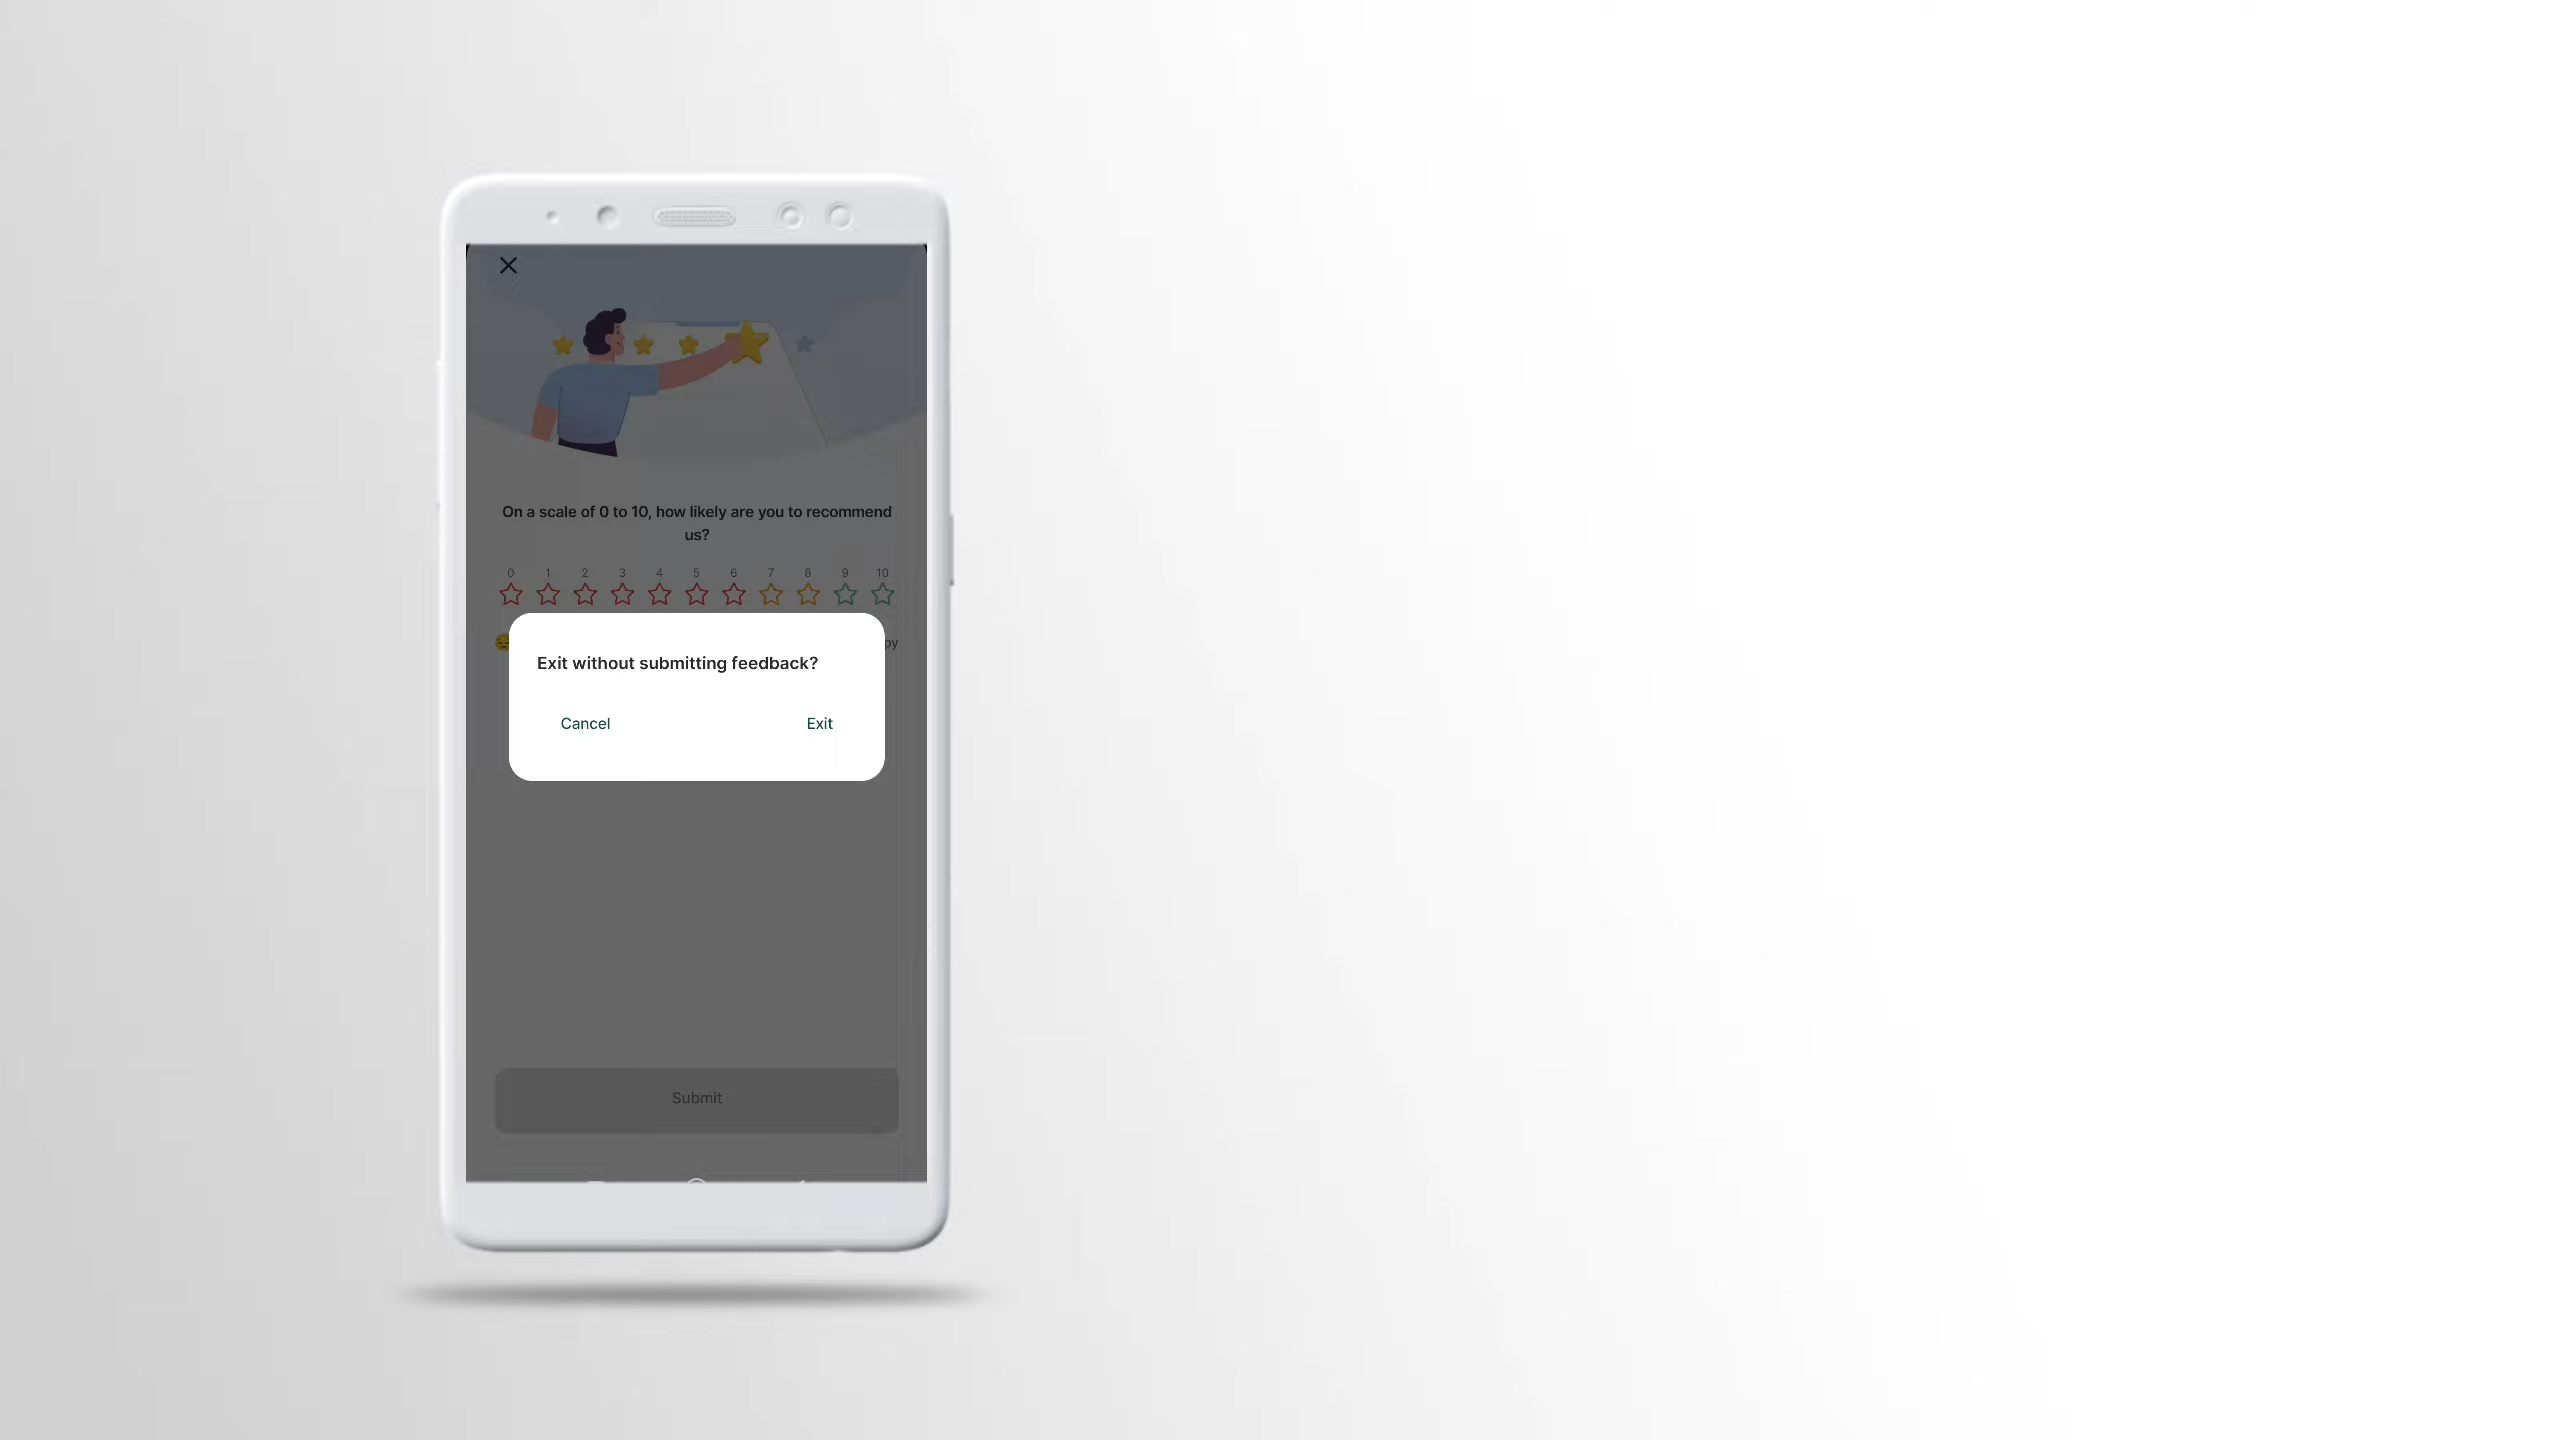 On a scale of 0 to 10, how likely are you to recommend
us?
0 1 2 3 4 5 6 7 8 9 10
Exit without submitting feedback?
Cancel Exit
Submit